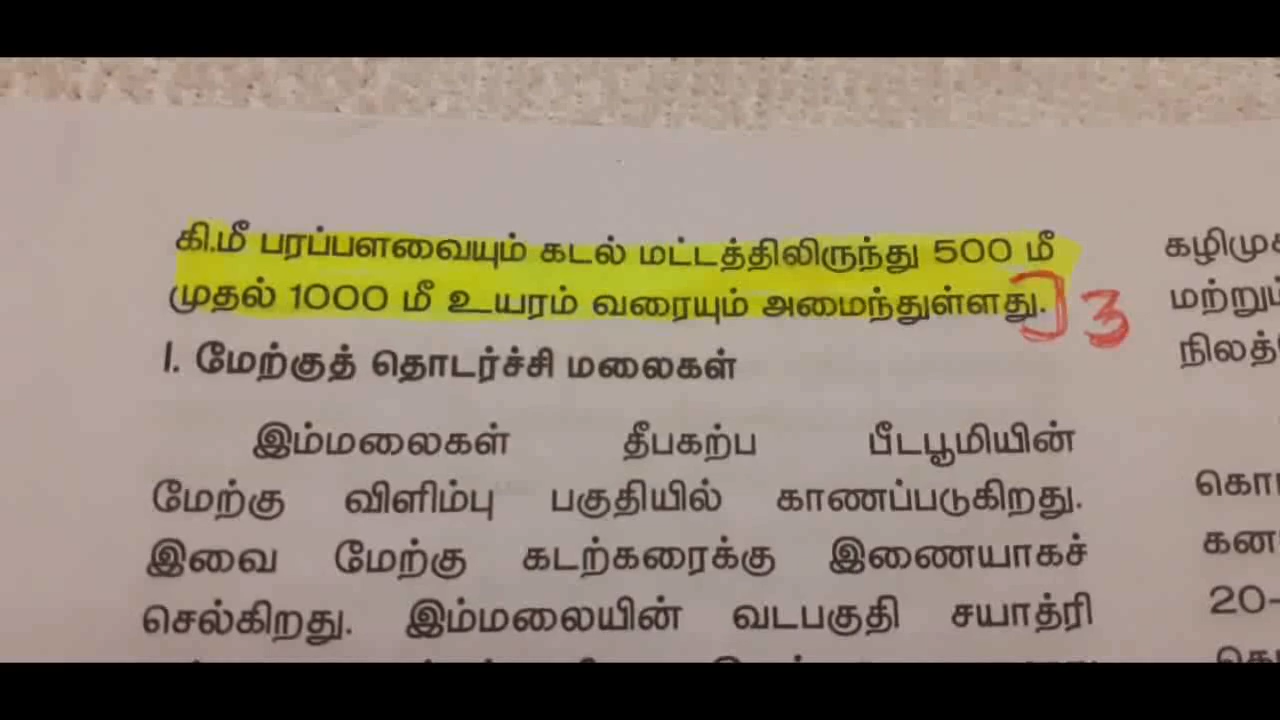 கி.மீ பரப்பளவையும் கடல் மட்டத்திலிருந்து 500 மீ
முதல் 1000 மீ உயரம் வரையும் அமைந்துள்ளது.] 3
I. மேற்குத் தொடர்ச்சி மலைகள்
இம்மலைகள் தீபகற்ப பீடபூமியின்
மேற்கு விளிம்பு பகுதியில் காணப்படுகிறது.
இவை மேற்கு கடற்கரைக்கு இணையாகச்
செல்கிறது. இம்மலையின் வடபகுதி சயாத்ரி
20-